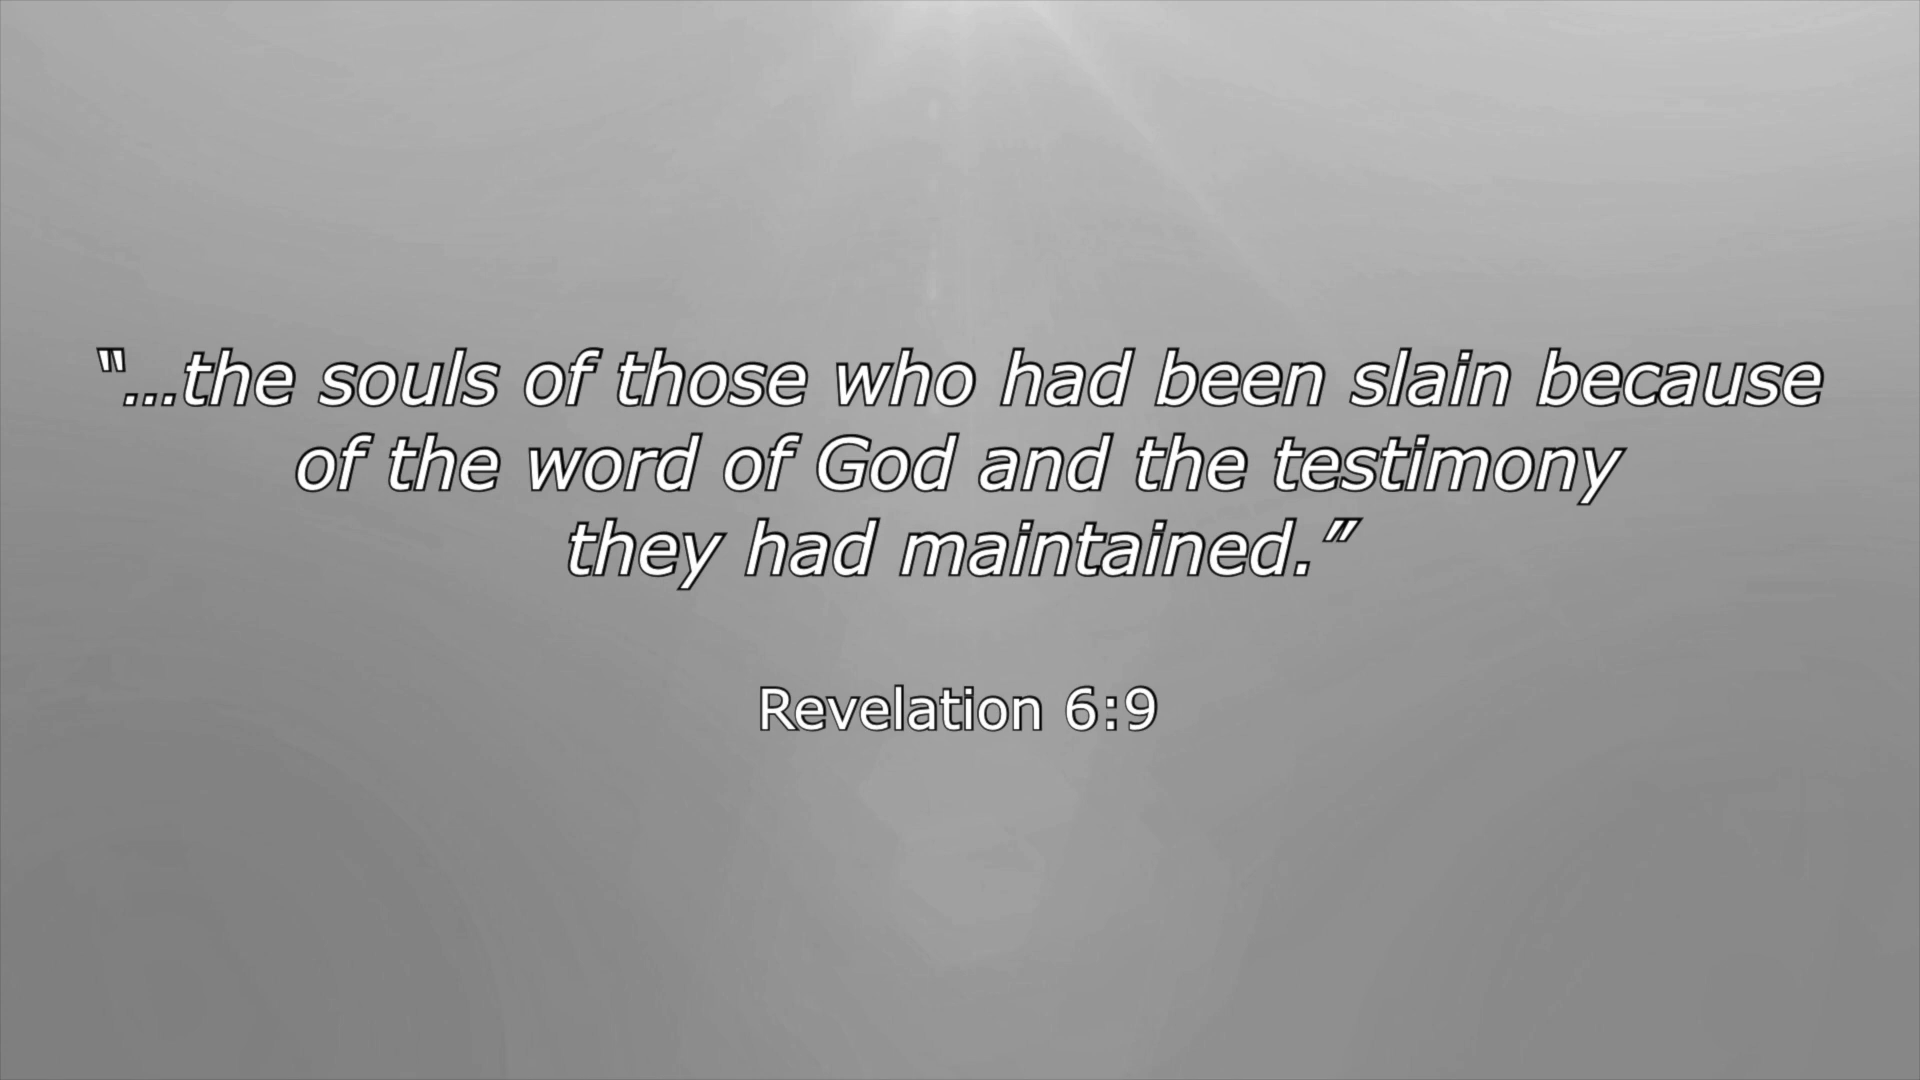 “…the souls of those who had been slain because
of the word of God and the testimony
they had maintained.”
Revelation 6:9